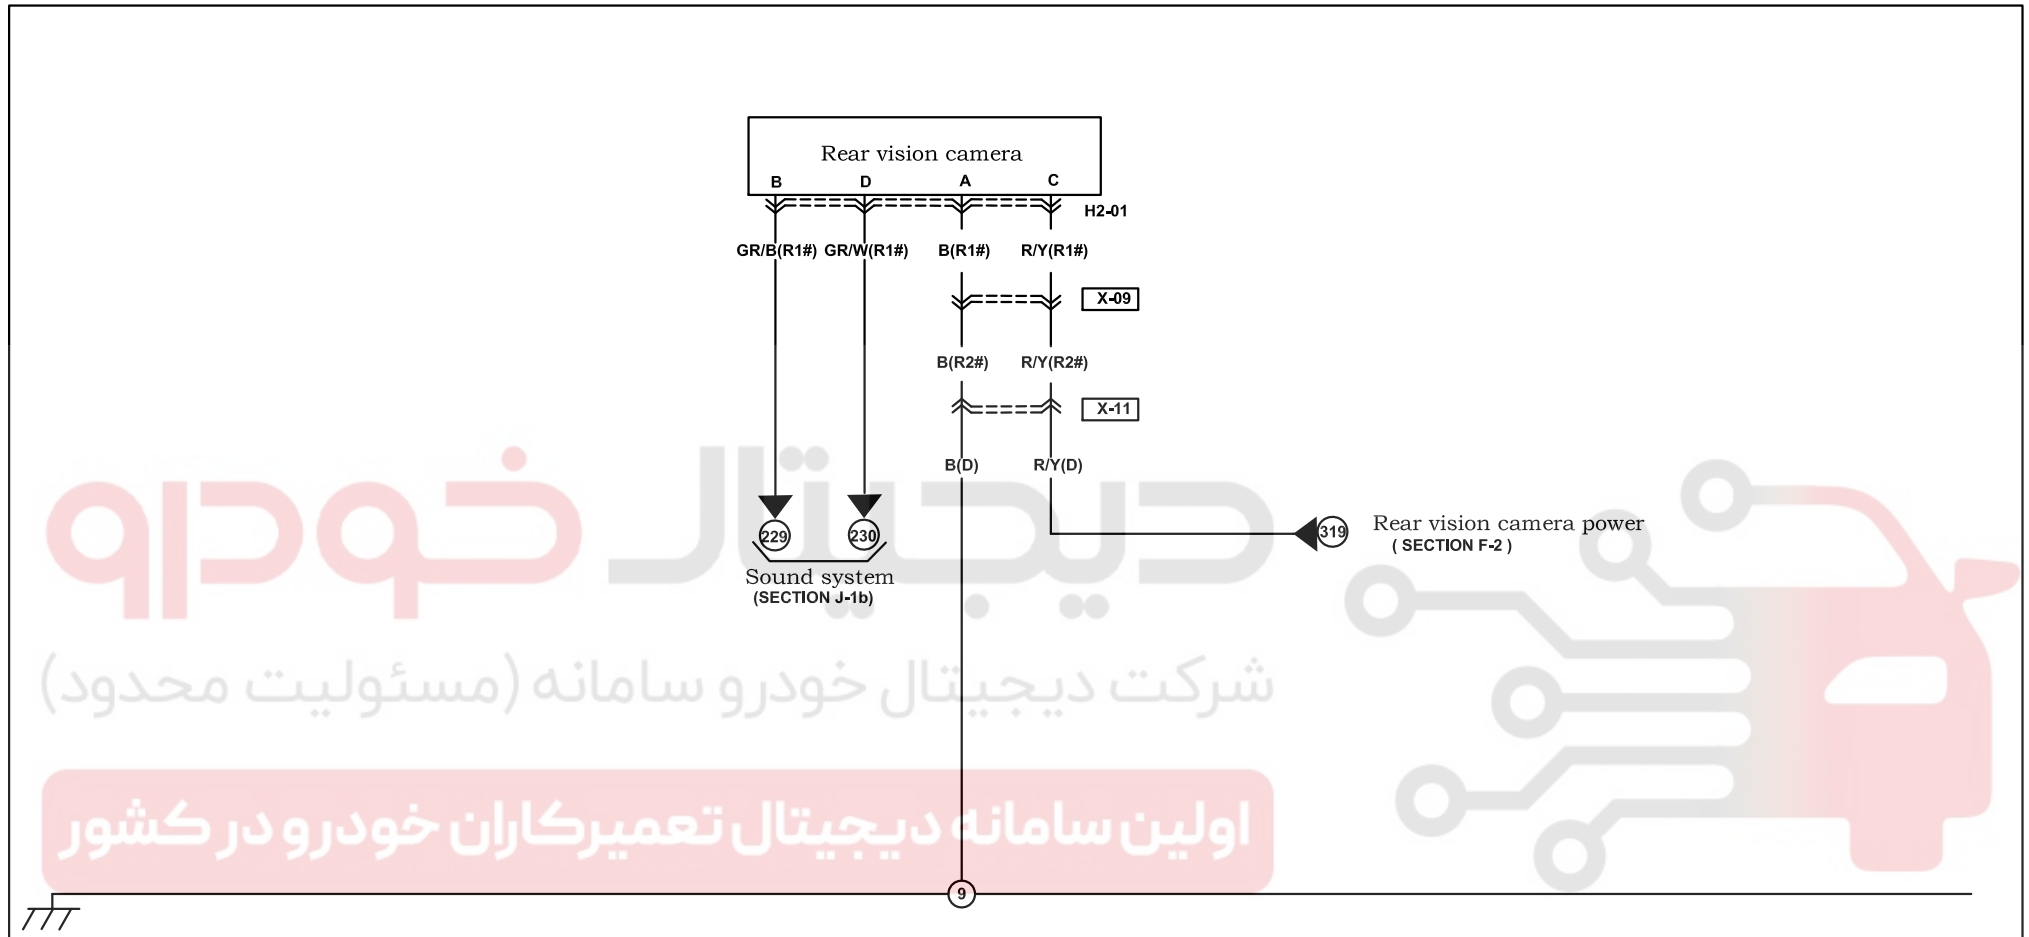 Rear vision camera
B D A C
H2-01
GR/B(R1#) GR/W(R1#) B(R1#) R/Y(R1#)
X-09
B(R2#) R/Y(R2#)
X-11
B(D) R/Y(D)
229 230 319 Rear vision camera power
( SECTION F-2 )
Sound system
(SECTION J-1b)
دیجیتال خودرو
شرکت دیجیتال خودرو سامانه (مسئولیت محدود)
اولین سامانه دیجیتال تعمیرکاران خودرو در کشور
9